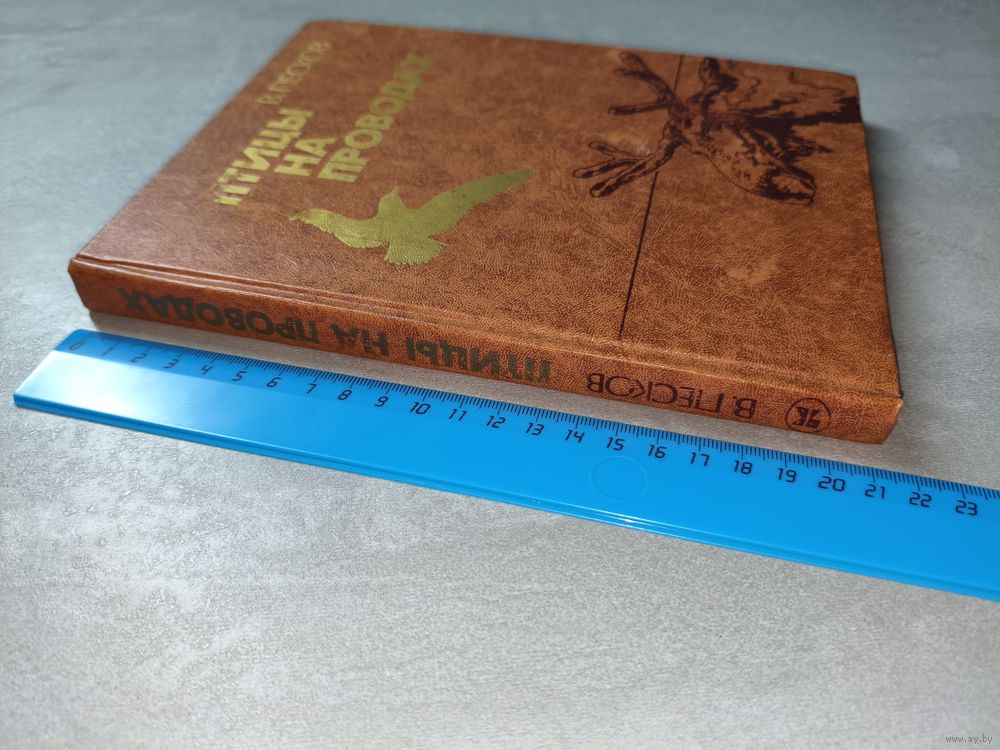 В. ПЕСКОВ
ПТИЦЫ
НА
ПРОВОДАХ
В. ПЕСКОВ ПТИЦЫ НА ПРОВОДАХ
0 1 2 3 4 5 6 7 8 9 10 11 12 13 14 15 16 17 18 19 20 21 22 23
www.ay.by